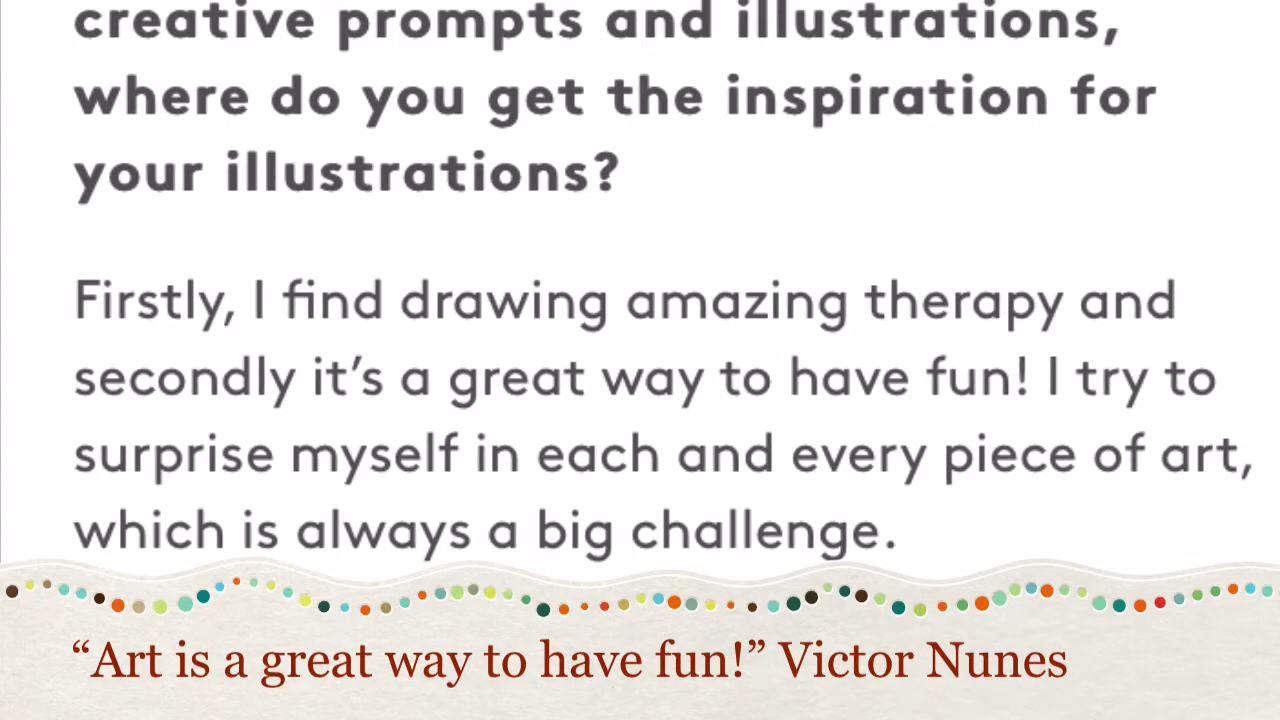 creative prompts and illustrations,
where do you get the inspiration for
your illustrations?
Firstly, I find drawing amazing therapy and
secondly it’s a great way to have fun! I try to
surprise myself in each and every piece of art,
which is always a big challenge.
“Art is a great way to have fun!” Victor Nunes